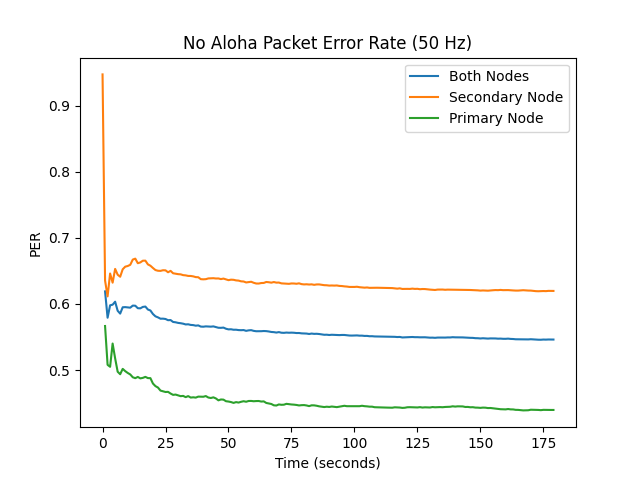 No Aloha Packet Error Rate (50 Hz)
Both Nodes
Secondary Node
Primary Node
0.9
0.8
0.7
0.6
0.5
PER
0 25 50 75 100 125 150 175
Time (seconds)